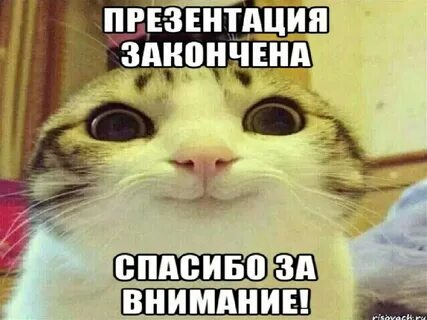 ПРЕЗЕНТАЦИЯ
ЗАКОНЧЕНА
СПАСИБО ЗА
ВНИМАНИЕ!
risovach.ru